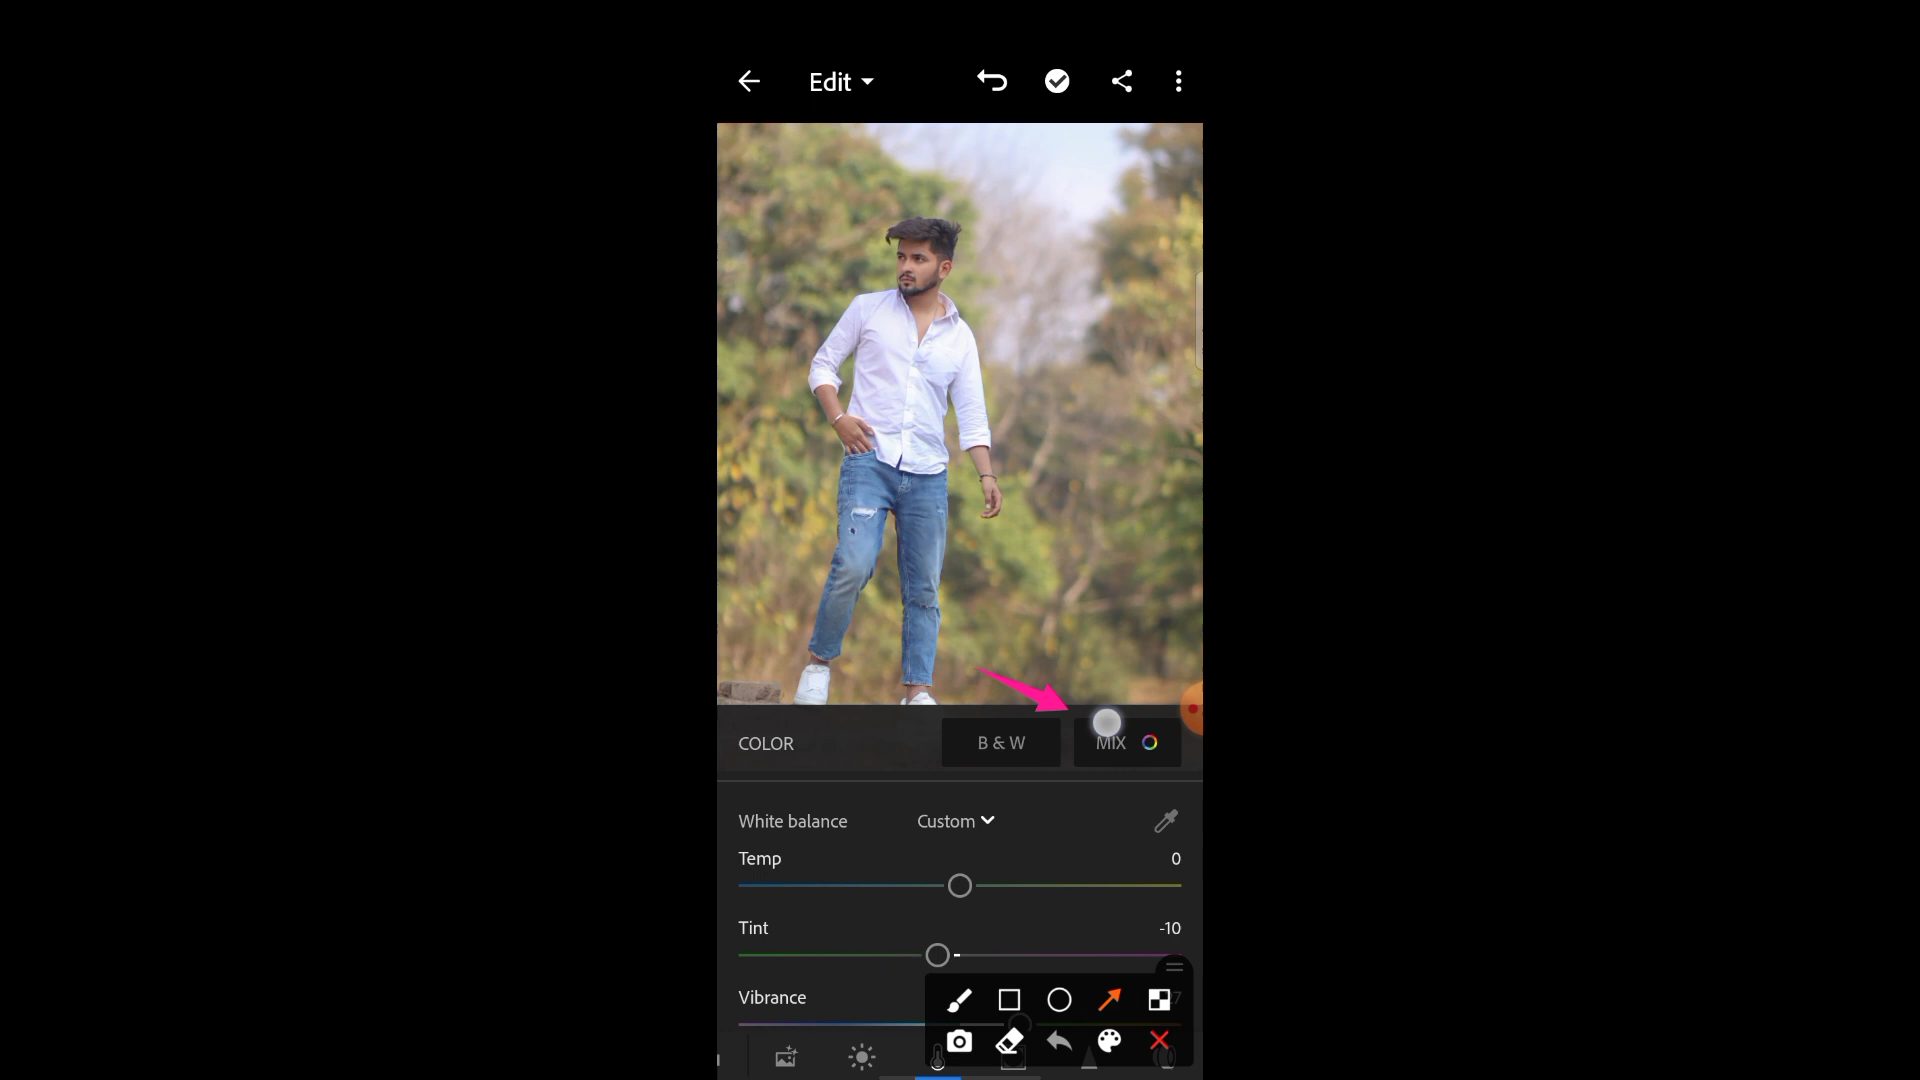 Edit
COLOR B & W MIX
White balance Custom
Temp 0
Tint -10
Vibrance